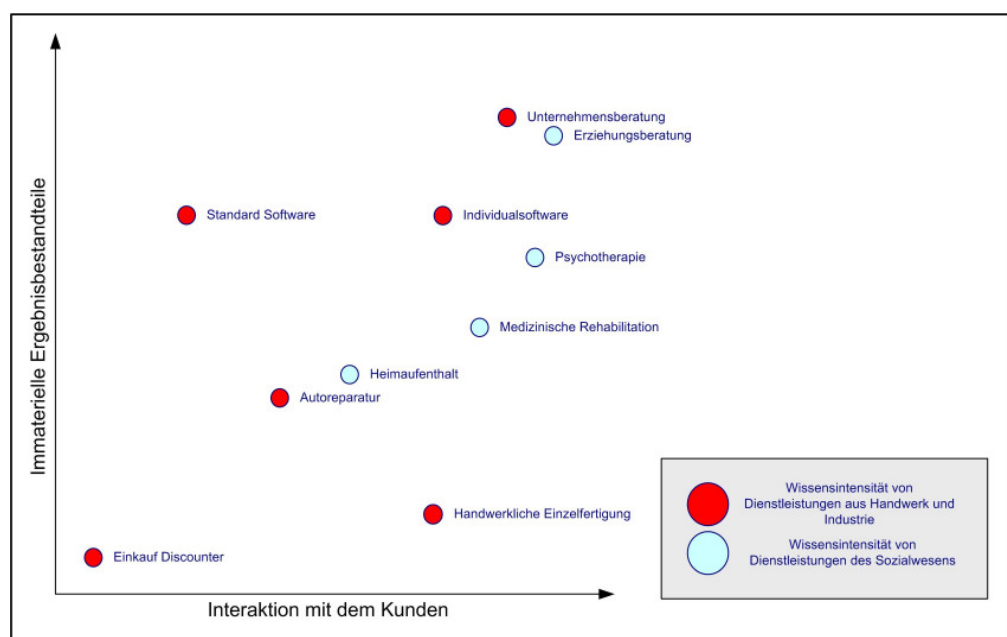 Immaterielle Ergebnisbestandteile
Unternehmensberatung
Erziehungsberatung
Standard Software
Individualsoftware
Psychotherapie
Medizinische Rehabilitation
Heimaufenthalt
Autoreparatur
Handwerkliche Einzelfertigung
Einkauf Discounter
Interaktion mit dem Kunden
Wissensintensität von
Dienstleistungen aus Handwerk und
Industrie
Wissensintensität von
Dienstleistungen des Sozialwesens